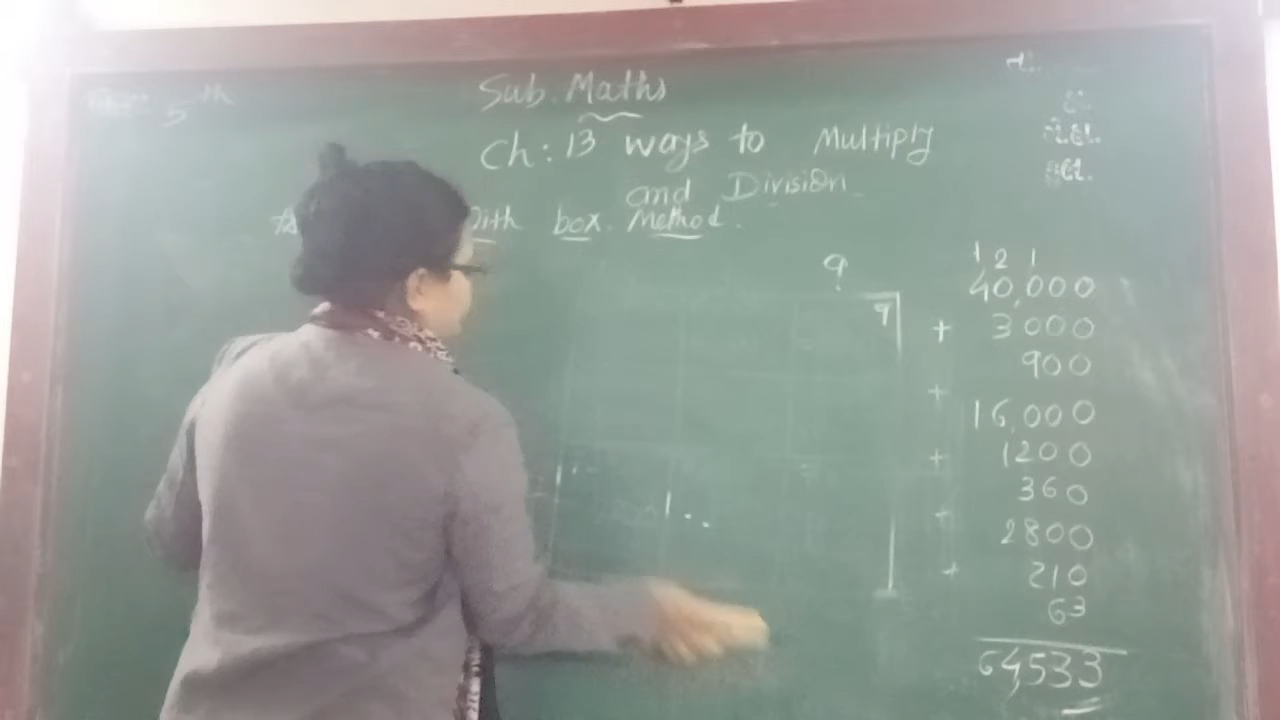 5th
Sub. Maths
Ch: 13 ways to Multiply
and Division
box Method.
9
9
1 2 1
40,000
+ 3000
900
+
16,000
+ 1200
360
+ 2800
+ 210
63
64,533